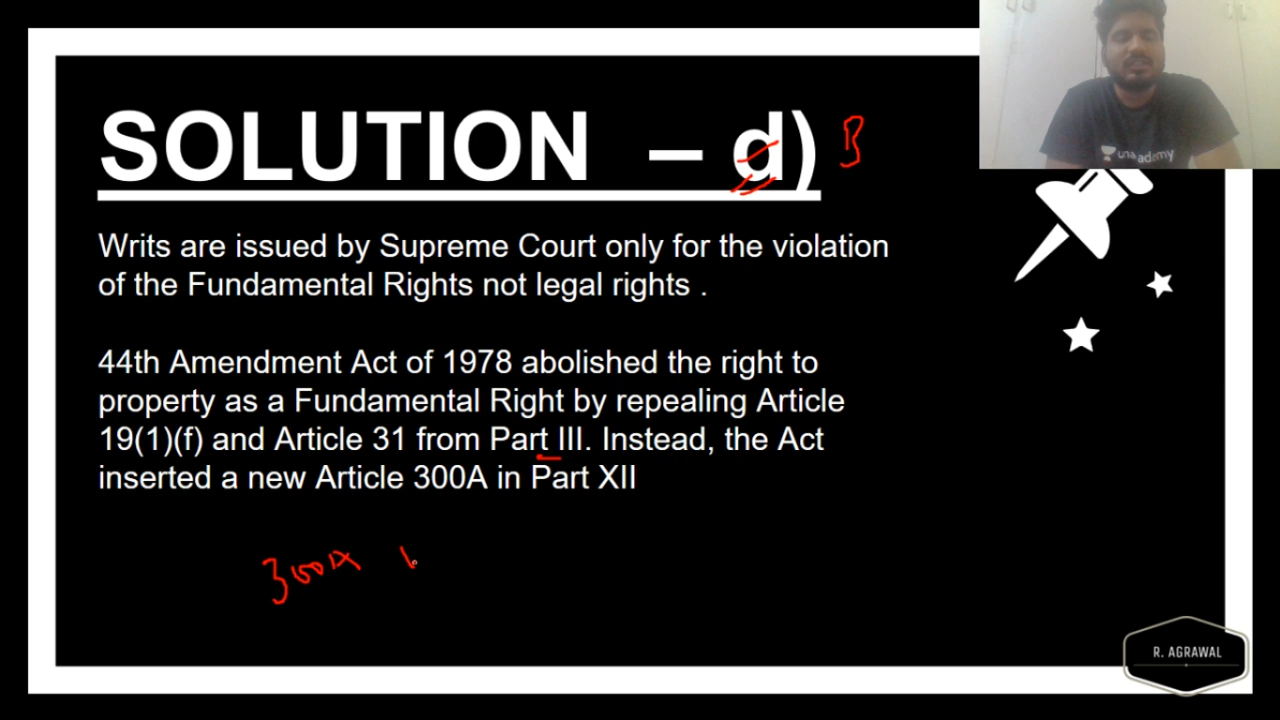 SOLUTION – d) B
Writs are issued by Supreme Court only for the violation
of the Fundamental Rights not legal rights .
44th Amendment Act of 1978 abolished the right to
property as a Fundamental Right by repealing Article
19(1)(f) and Article 31 from Part III. Instead, the Act
inserted a new Article 300A in Part XII
300A
unacademy
R. AGRAWAL